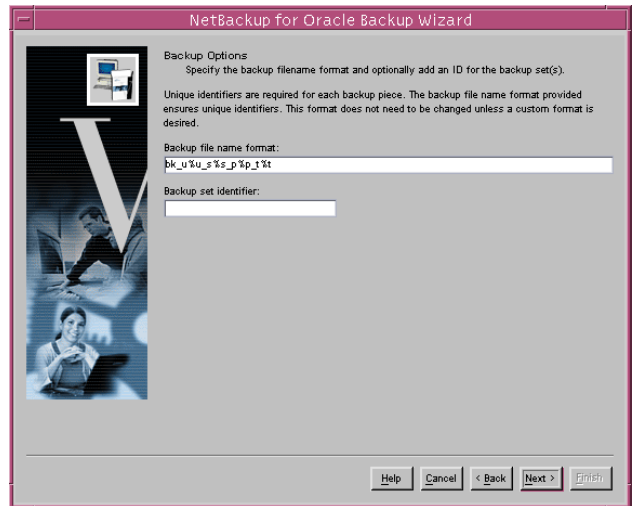 NetBackup for Oracle Backup Wizard
Backup Options
Specify the backup filename format and optionally add an ID for the backup set(s).
Unique identifiers are required for each backup piece. The backup file name format provided
ensures unique identifiers. This format does not need to be changed unless a custom format is
desired.
Backup file name format:
bk_u%u_s%s_p%p_t%t
Backup set identifier:
V
Help Cancel < Back Next > Finish